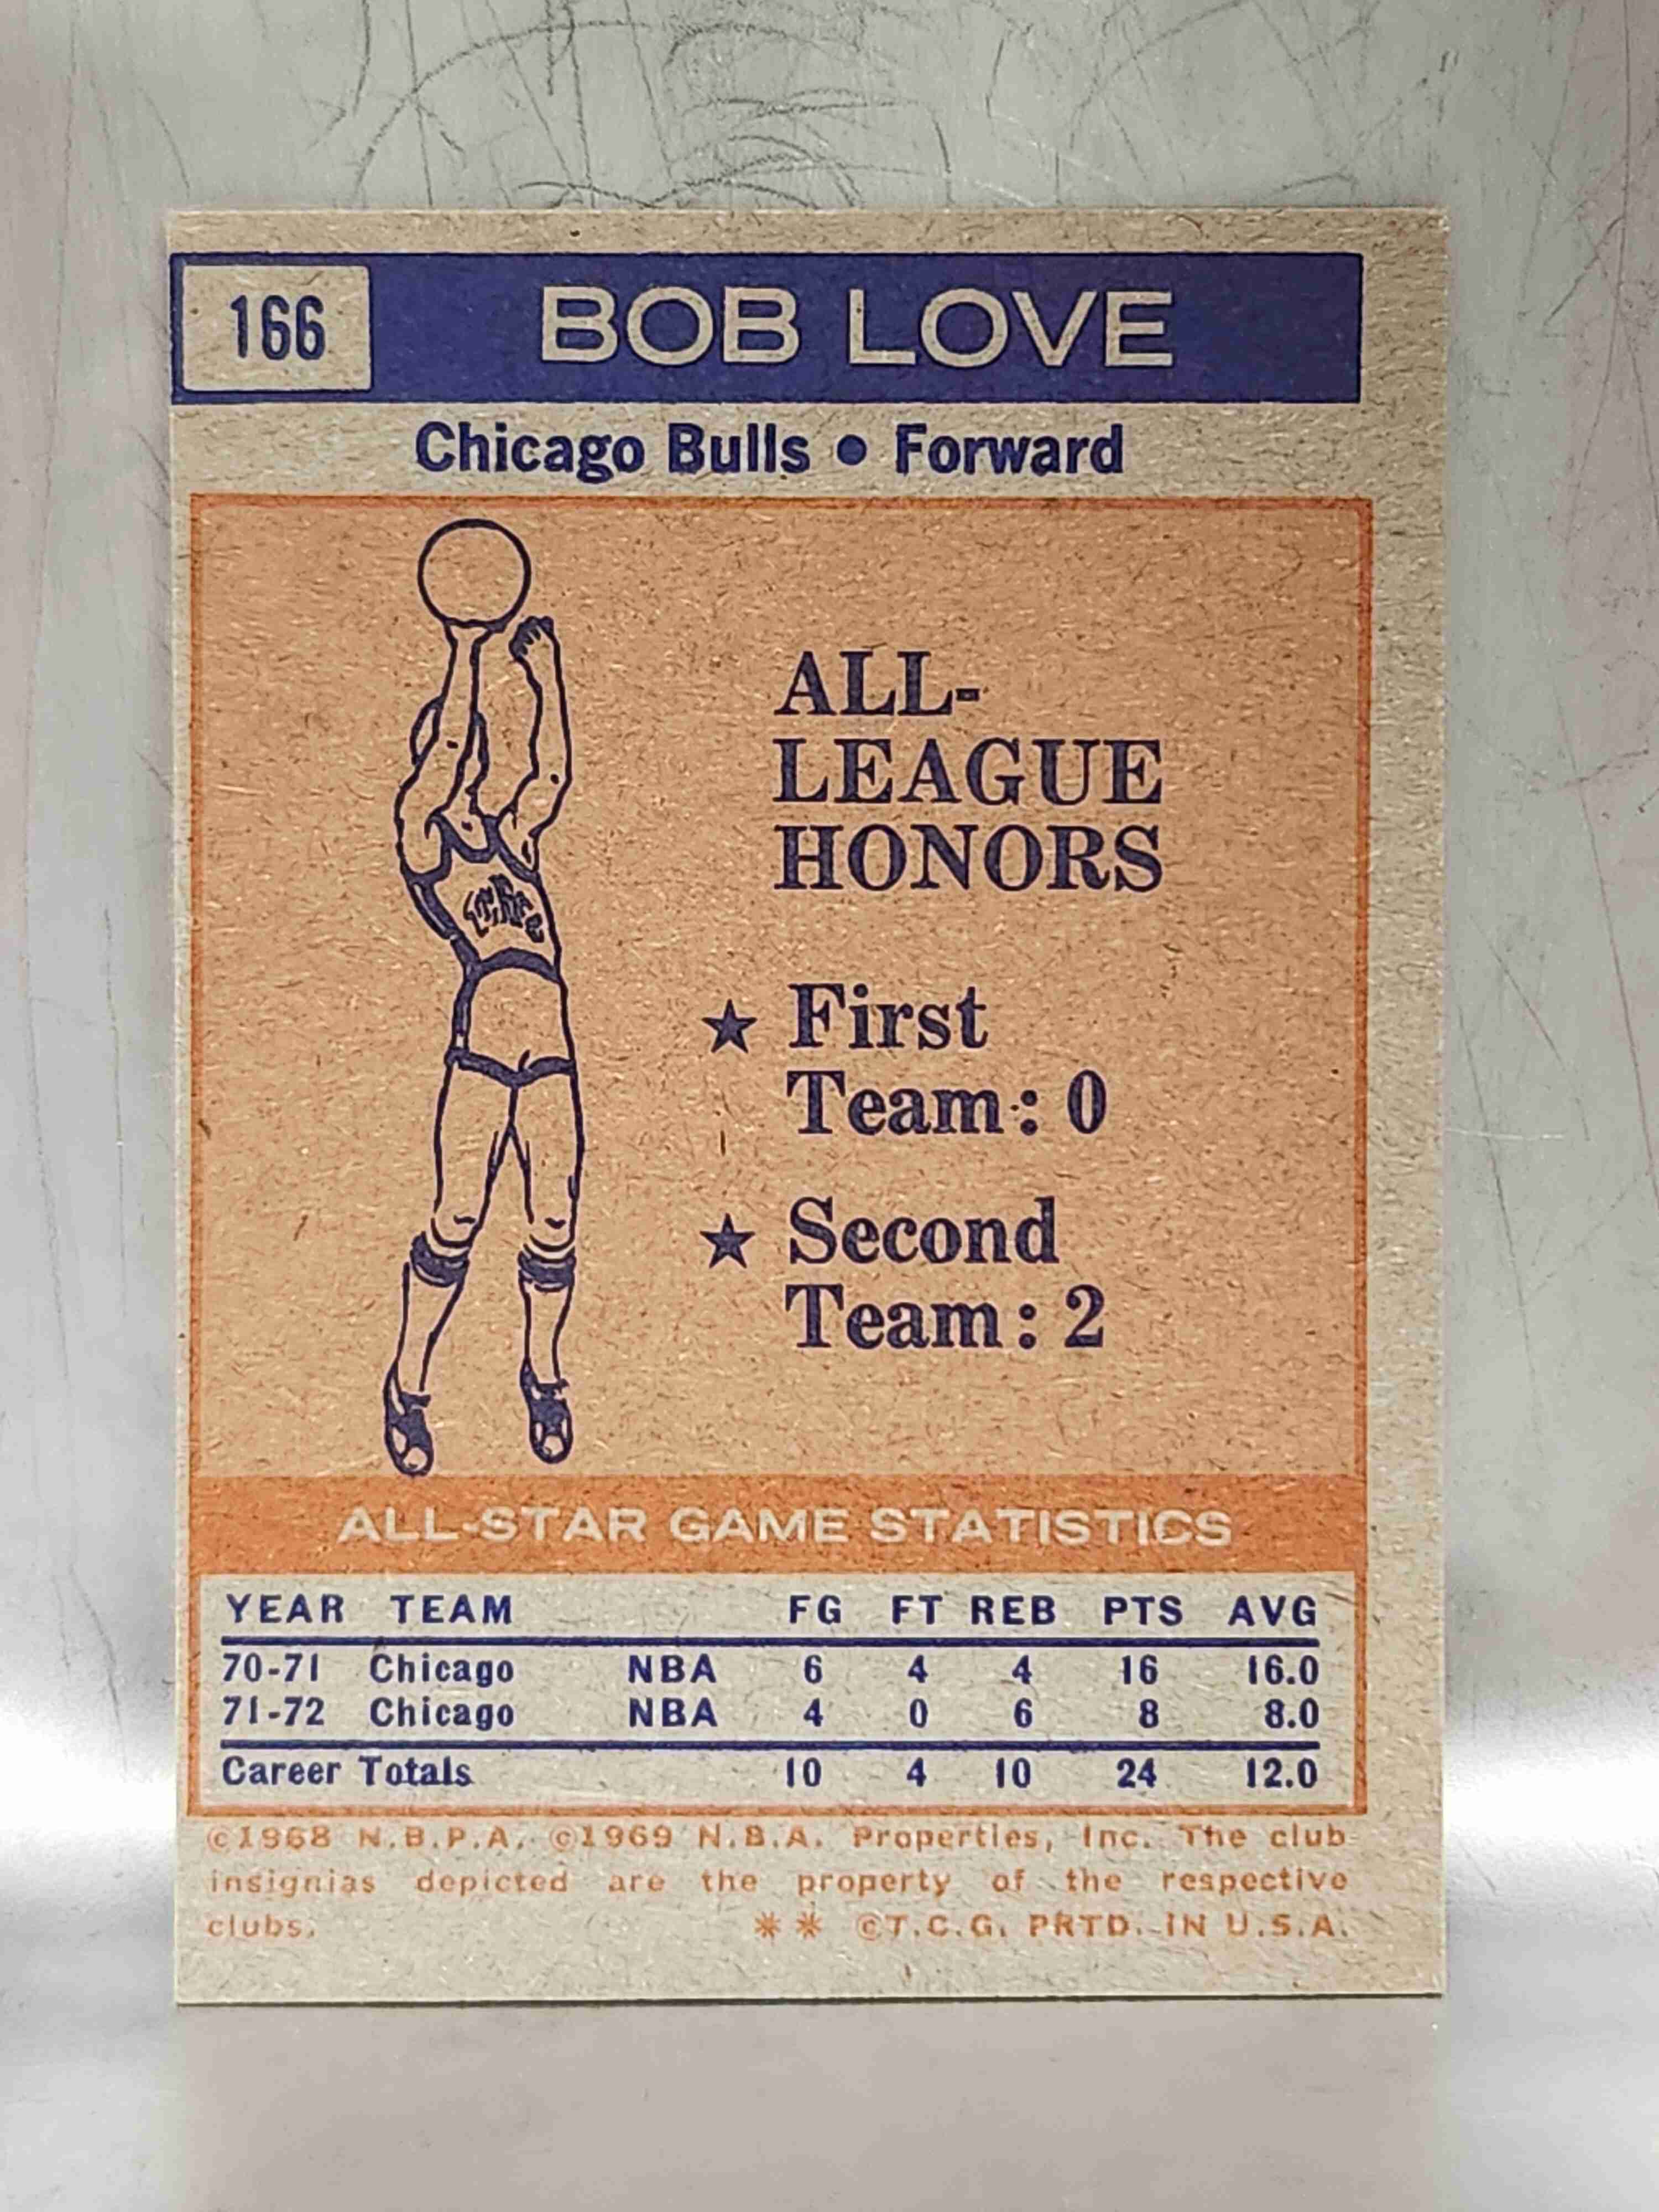 166 BOB LOVE
Chicago Bulls • Forward
ALL-
LEAGUE
HONORS
★ First
Team: 0
★ Second
Team: 2
ALL-STAR GAME STATISTICS
YEAR TEAM FG FT REB PTS AVG
70-71 Chicago NBA 6 4 4 16 16.0
71-72 Chicago NBA 4 0 6 8 8.0
Career Totals 10 4 10 24 12.0
©1968 N.B.P.A. ©1969 N.B.A. Properties, Inc. The club
insignias depicted are the property of the respective
clubs. ** ©T.C.G. PRTD. IN U.S.A.